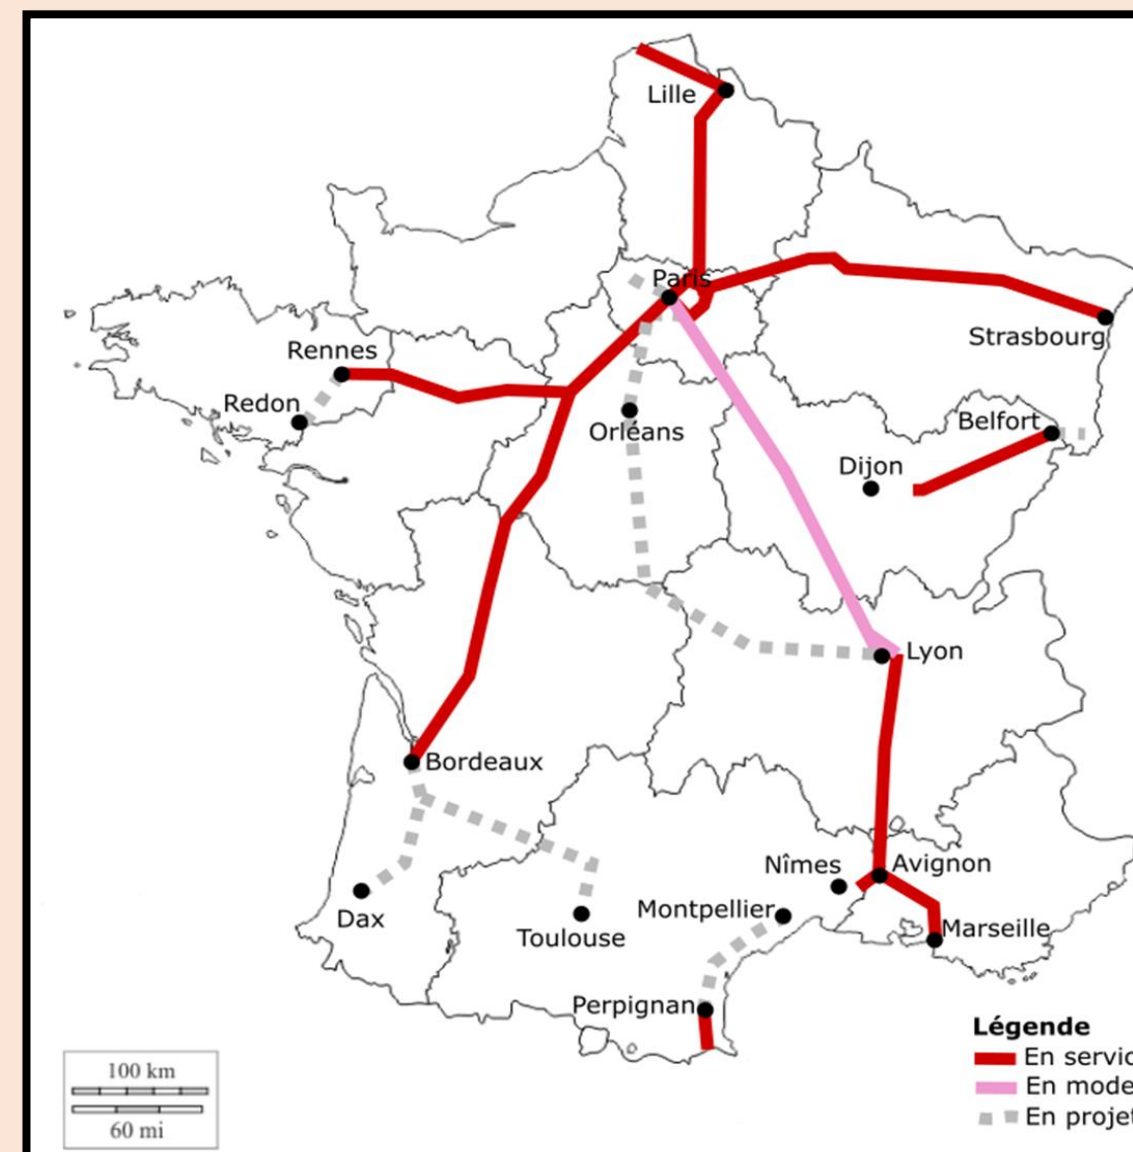 Lille
Paris
Strasbourg
Rennes
Redon
Orléans
Belfort
Dijon
Lyon
Bordeaux
Nîmes
Avignon
Dax
Toulouse
Montpellier
Marseille
Perpignan
Légende
En servic
En mode
En projet
100 km
60 mi